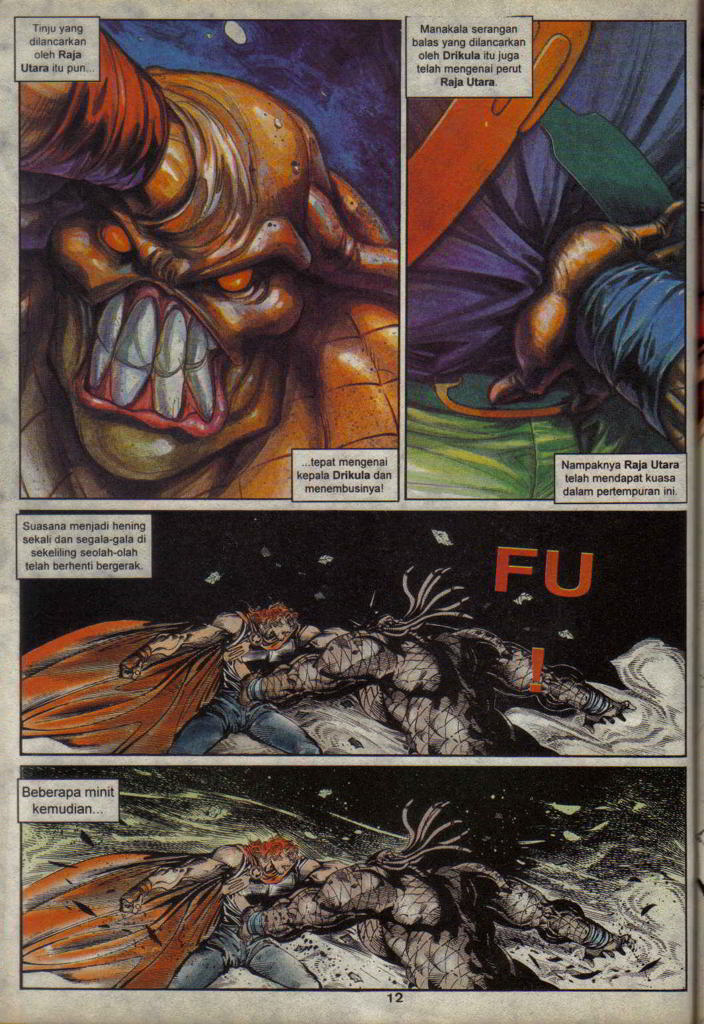 Tinju yang
dilancarkan
oleh Raja
Utara itu pun...
...tepat mengenai
kepala Drikula dan
menembusinya!
Manakala serangan
balas yang dilancarkan
oleh Drikula itu juga
telah mengenai perut
Raja Utara.
Nampaknya Raja Utara
telah mendapat kuasa
dalam pertempuran ini.
Suasana menjadi hening
sekali dan segala-gala di
sekeliling seolah-olah
telah berhenti bergerak.
FU
!
Beberapa minit
kemudian...
12